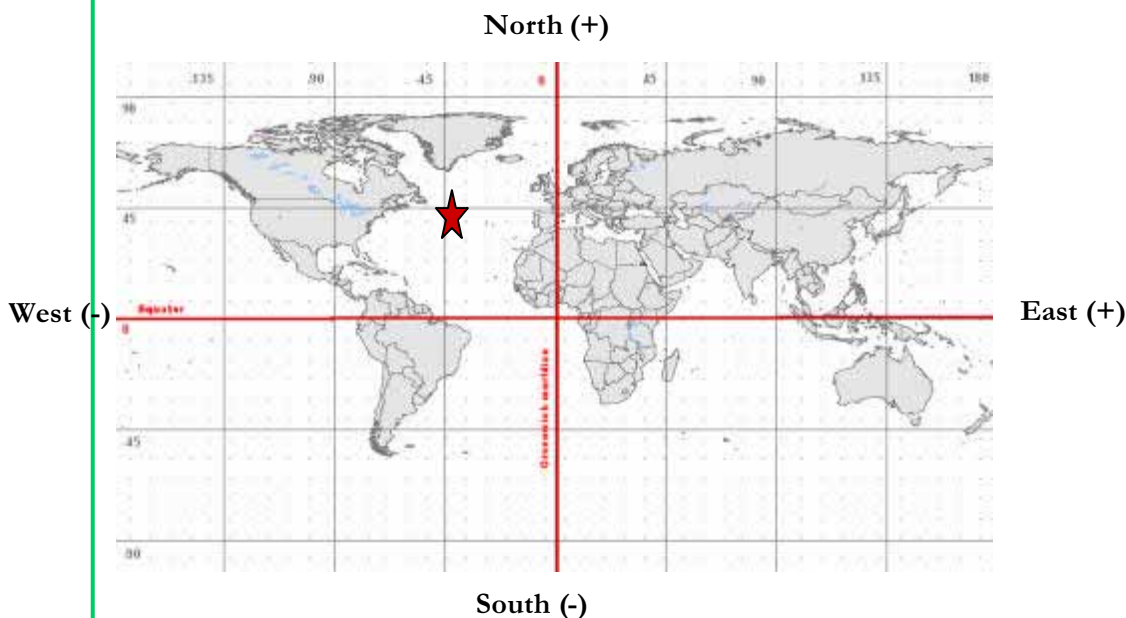 North (+)
-135 -90 -45 0 45 90 135 180
90
45
West (-)
Equator
East (+)
0
Greenwich meridian
-45
-90
South (-)